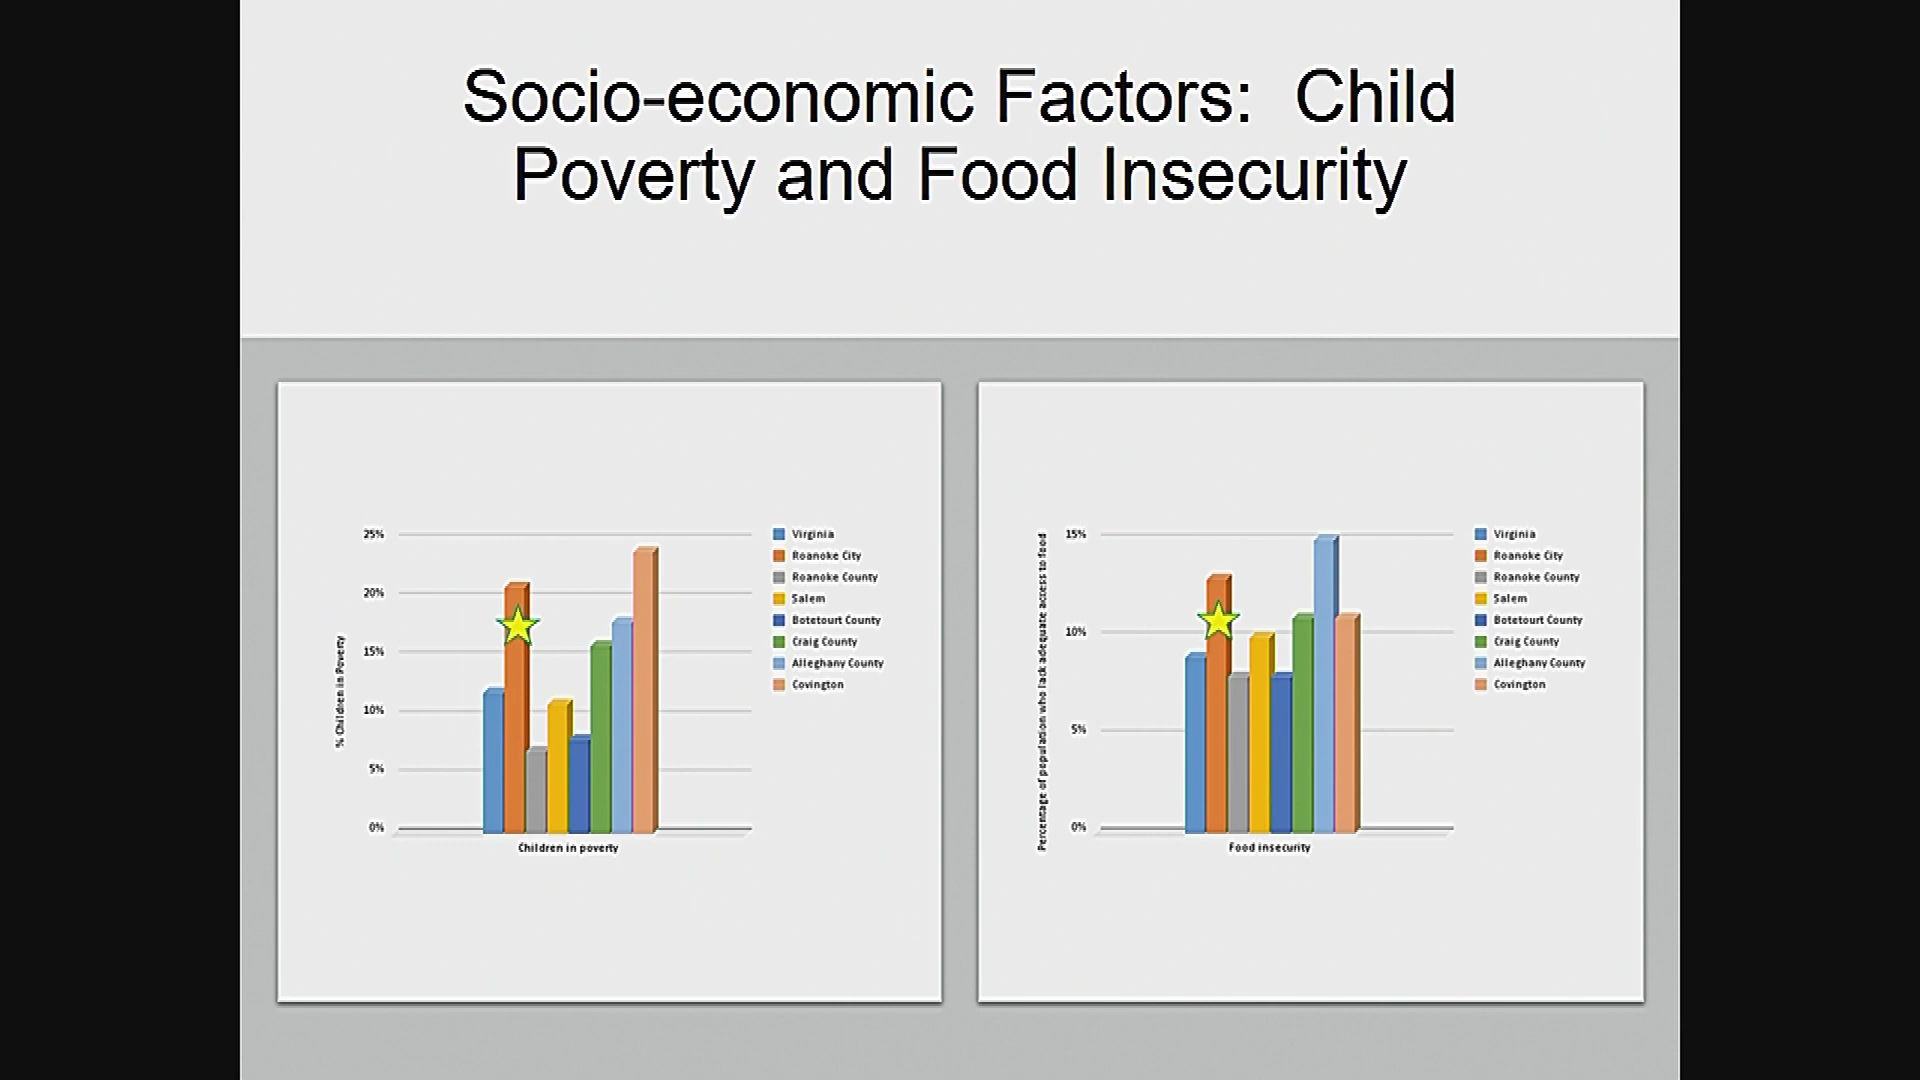 Socio-economic Factors:  Child
Poverty and Food Insecurity
% Children in Poverty
25%
20%
15%
10%
5%
0%
Children in poverty
Virginia
Roanoke City
Roanoke County
Salem
Botetourt County
Craig County
Alleghany County
Covington
Percentage of population who lack adequate access to food
15%
10%
5%
0%
Food insecurity
Virginia
Roanoke City
Roanoke County
Salem
Botetourt County
Craig County
Alleghany County
Covington